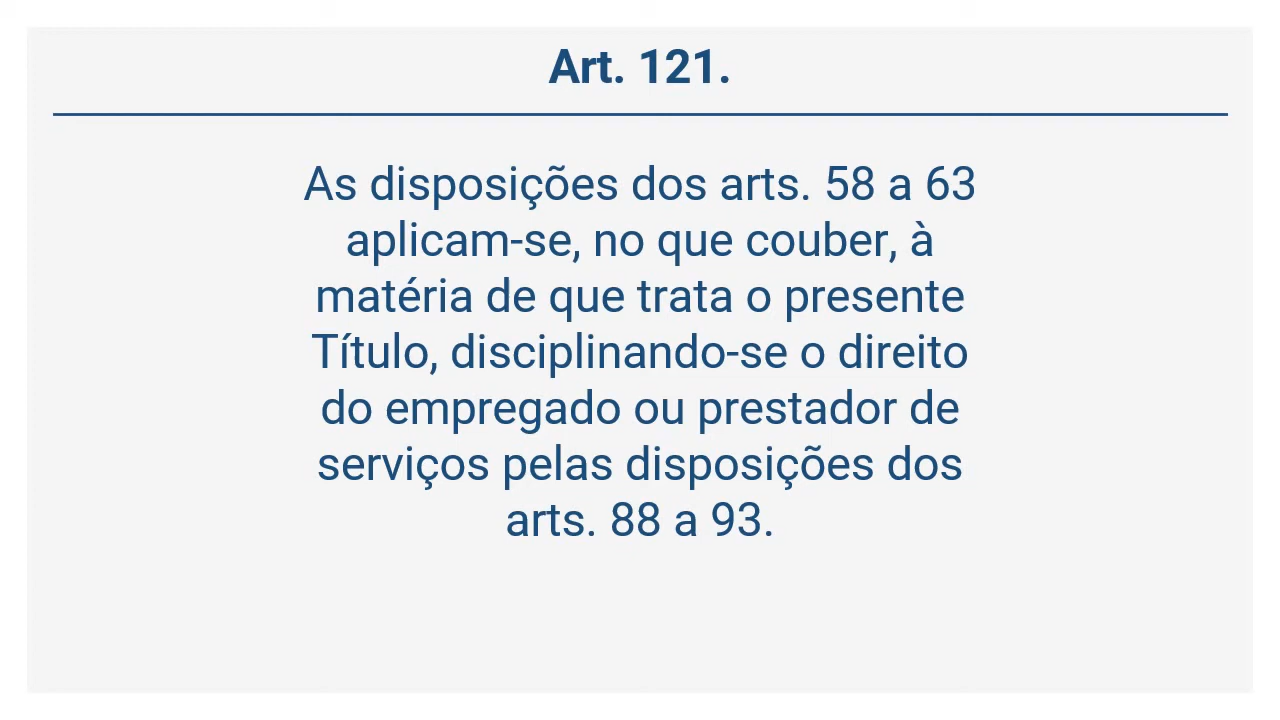 Art. 121.
As disposições dos arts. 58 a 63
aplicam-se, no que couber, à
matéria de que trata o presente
Título, disciplinando-se o direito
do empregado ou prestador de
serviços pelas disposições dos
arts. 88 a 93.